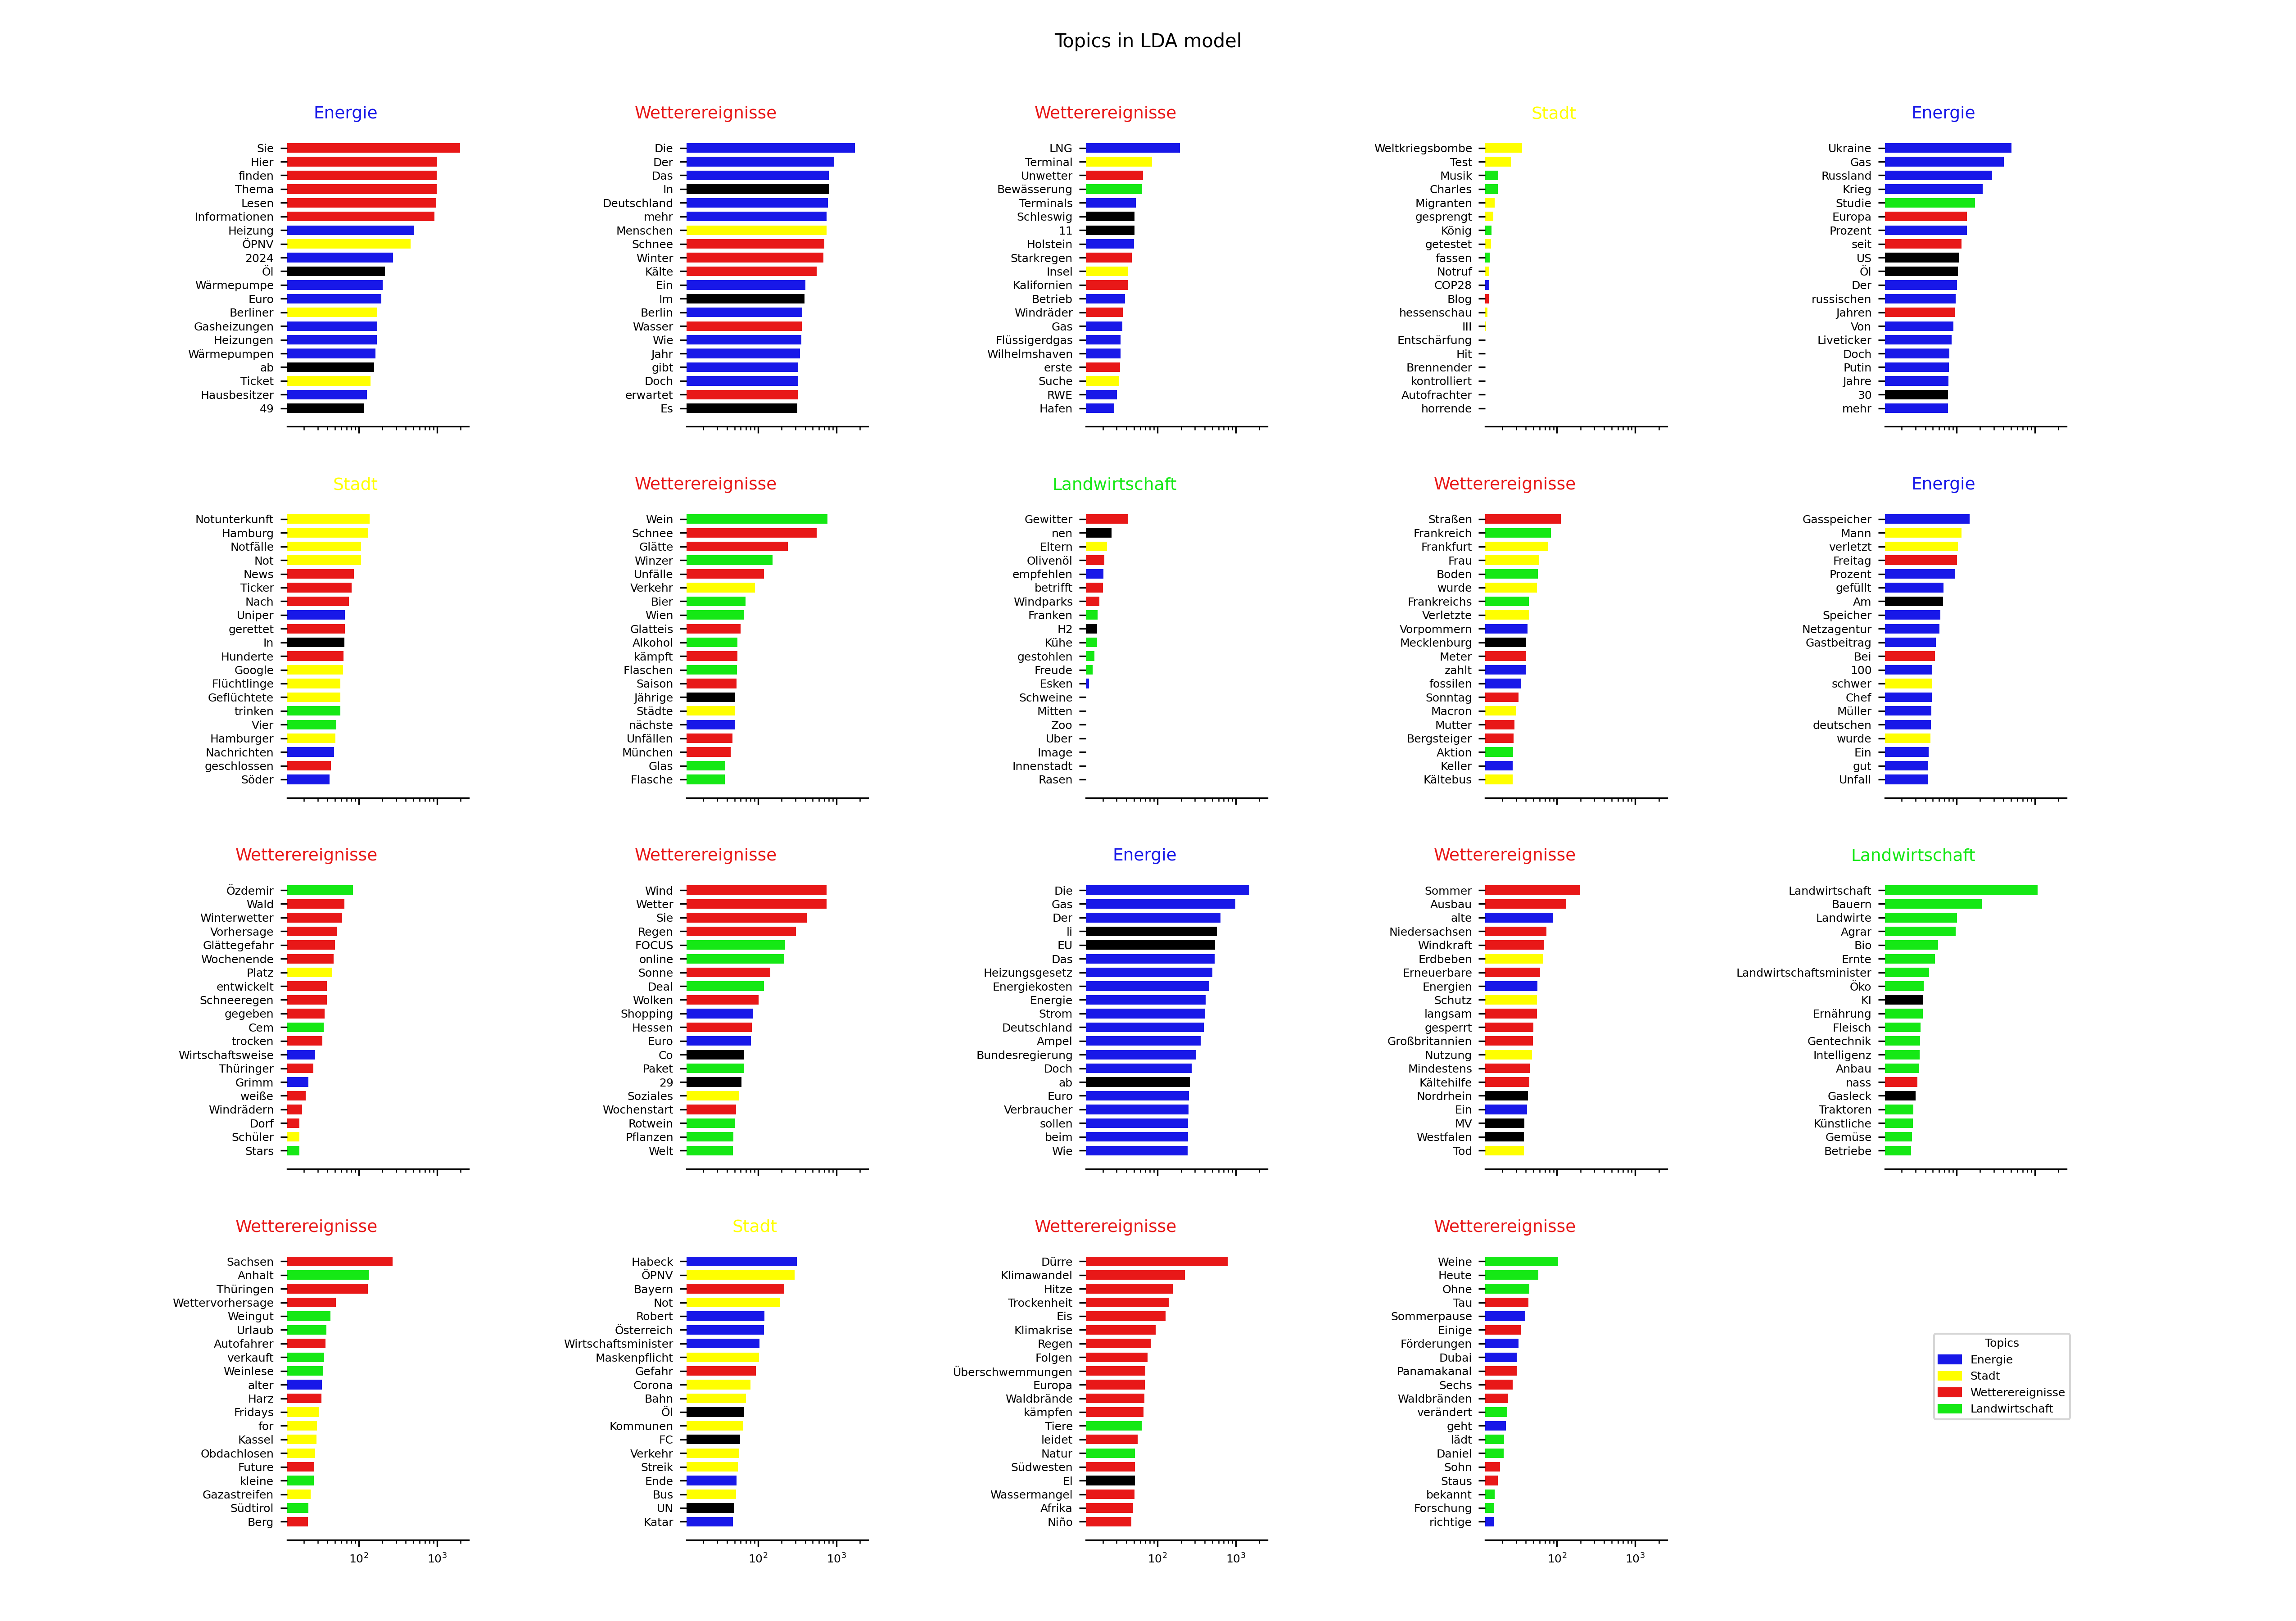 Topics in LDA model
Energie
Sie
Hier
finden
Thema
Lesen
Informationen
Heizung
ÖPNV
2024
Öl
Wärmepumpe
Euro
Berliner
Gasheizungen
Heizungen
Wärmepumpen
ab
Ticket
Hausbesitzer
49
Wetterereignisse
Die
Der
Das
In
Deutschland
mehr
Menschen
Schnee
Winter
Kälte
Ein
Im
Berlin
Wasser
Wie
Jahr
gibt
Doch
erwartet
Es
Wetterereignisse
LNG
Terminal
Unwetter
Bewässerung
Terminals
Schleswig
11
Holstein
Starkregen
Insel
Kalifornien
Betrieb
Windräder
Gas
Flüssigerdgas
Wilhelmshaven
erste
Suche
RWE
Hafen
Stadt
Weltkriegsbombe
Test
Musik
Charles
Migranten
gesprengt
König
getestet
fassen
Notruf
COP28
Blog
hessenschau
III
Entschärfung
Hit
Brennender
kontrolliert
Autofrachter
horrende
Energie
Ukraine
Gas
Russland
Krieg
Studie
Europa
Prozent
seit
US
Öl
Der
russischen
Jahren
Von
Liveticker
Doch
Putin
Jahre
30
mehr
Stadt
Notunterkunft
Hamburg
Notfälle
Not
News
Ticker
Nach
Uniper
gerettet
In
Hunderte
Google
Flüchtlinge
Geflüchtete
trinken
Vier
Hamburger
Nachrichten
geschlossen
Söder
Wetterereignisse
Wein
Schnee
Glätte
Winzer
Unfälle
Verkehr
Bier
Wien
Glatteis
Alkohol
kämpft
Flaschen
Saison
Jährige
Städte
nächste
Unfällen
München
Glas
Flasche
Landwirtschaft
Gewitter
nen
Eltern
Olivenöl
empfehlen
betrifft
Windparks
Franken
H2
Kühe
gestohlen
Freude
Esken
Schweine
Mitten
Zoo
Uber
Image
Innenstadt
Rasen
Wetterereignisse
Straßen
Frankreich
Frankfurt
Frau
Boden
wurde
Frankreichs
Verletzte
Vorpommern
Mecklenburg
Meter
zahlt
fossilen
Sonntag
Macron
Mutter
Bergsteiger
Aktion
Keller
Kältebus
Energie
Gasspeicher
Mann
verletzt
Freitag
Prozent
gefüllt
Am
Speicher
Netzagentur
Gastbeitrag
Bei
100
schwer
Chef
Müller
deutschen
wurde
Ein
gut
Unfall
Wetterereignisse
Özdemir
Wald
Winterwetter
Vorhersage
Glättegefahr
Wochenende
Platz
entwickelt
Schneeregen
gegeben
Cem
trocken
Wirtschaftsweise
Thüringer
Grimm
weiße
Windrädern
Dorf
Schüler
Stars
Wetterereignisse
Wind
Wetter
Sie
Regen
FOCUS
online
Sonne
Deal
Wolken
Shopping
Hessen
Euro
Co
Paket
29
Soziales
Wochenstart
Rotwein
Pflanzen
Welt
Energie
Die
Gas
Der
li
EU
Das
Heizungsgesetz
Energiekosten
Energie
Strom
Deutschland
Ampel
Bundesregierung
Doch
ab
Euro
Verbraucher
sollen
beim
Wie
Wetterereignisse
Sommer
Ausbau
alte
Niedersachsen
Windkraft
Erdbeben
Erneuerbare
Energien
Schutz
langsam
gesperrt
Großbritannien
Nutzung
Mindestens
Kältehilfe
Nordrhein
Ein
MV
Westfalen
Tod
Landwirtschaft
Landwirtschaft
Bauern
Landwirte
Agrar
Bio
Ernte
Landwirtschaftsminister
Öko
KI
Ernährung
Fleisch
Gentechnik
Intelligenz
Anbau
nass
Gasleck
Traktoren
Künstliche
Gemüse
Betriebe
Wetterereignisse
Sachsen
Anhalt
Thüringen
Wettervorhersage
Weingut
Urlaub
Autofahrer
verkauft
Weinlese
alter
Harz
Fridays
for
Kassel
Obdachlosen
Future
kleine
Gazastreifen
Südtirol
Berg
10² 10³
Stadt
Habeck
ÖPNV
Bayern
Not
Robert
Österreich
Wirtschaftsminister
Maskenpflicht
Gefahr
Corona
Bahn
Öl
Kommunen
FC
Verkehr
Streik
Ende
Bus
UN
Katar
10² 10³
Wetterereignisse
Dürre
Klimawandel
Hitze
Trockenheit
Eis
Klimakrise
Regen
Folgen
Überschwemmungen
Europa
Waldbrände
kämpfen
Tiere
leidet
Natur
Südwesten
El
Wassermangel
Afrika
Niño
10² 10³
Wetterereignisse
Weine
Heute
Ohne
Tau
Sommerpause
Einige
Förderungen
Dubai
Panamakanal
Sechs
Waldbränden
verändert
geht
lädt
Daniel
Sohn
Staus
bekannt
Forschung
richtige
10² 10³
Topics
Energie
Stadt
Wetterereignisse
Landwirtschaft